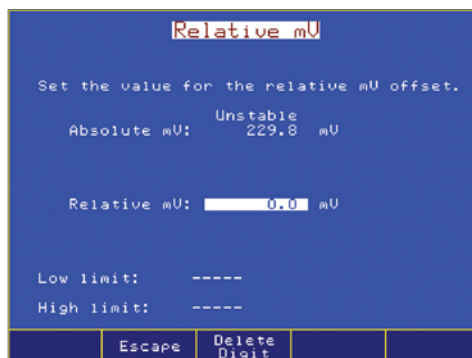 Relative mV
Set the value for the relative mV offset.
Unstable
Absolute mV: 229.8 mV
Relative mV: 0.0 mV
Low limit: -----
High limit: -----
Escape Delete
Digit